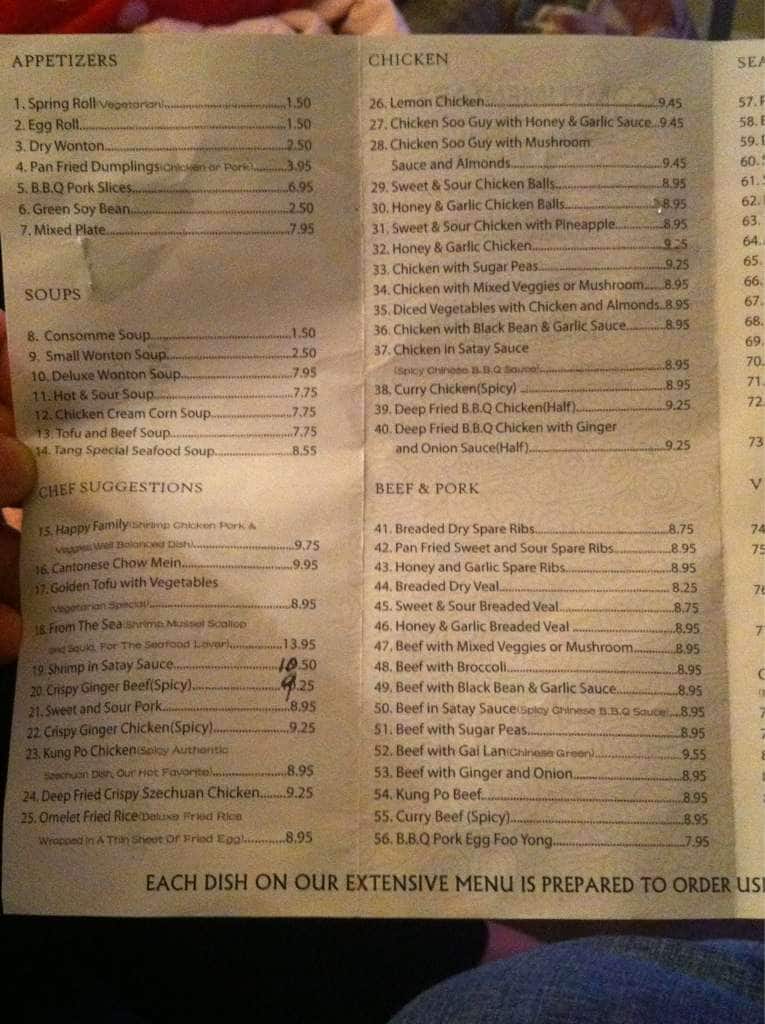 APPETIZERS
1. Spring Roll(Vegetarian)..........1.50
2. Egg Roll..........1.50
3. Dry Wonton..........2.50
4. Pan Fried Dumplings(Chicken or Pork)..........3.95
5. B.B.Q Pork Slices..........6.95
6. Green Soy Bean..........2.50
7. Mixed Plate..........7.95
SOUPS
8. Consomme Soup..........1.50
9. Small Wonton Soup..........2.50
10. Deluxe Wonton Soup..........7.95
11. Hot & Sour Soup..........7.75
12. Chicken Cream Corn Soup..........7.75
13. Tofu and Beef Soup..........7.75
14. Tang Special Seafood Soup..........8.55
CHEF SUGGESTIONS
15. Happy Family(Shrimp Chicken Pork &
Veggies Well Balanced Dish)..........9.75
16. Cantonese Chow Mein..........9.95
17. Golden Tofu with Vegetables
(Vegetarian Special)..........8.95
18. From The Sea(Shrimp Mussel Scallop
and Squid, For The Seafood Lover)..........13.95
19. Shrimp in Satay Sauce..........10.50
20. Crispy Ginger Beef(Spicy)..........9.25
21. Sweet and Sour Pork..........8.95
22. Crispy Ginger Chicken(Spicy)..........9.25
23. Kung Po Chicken(Spicy Authentic
Szechuan Dish, Our Hot Favorite)..........8.95
24. Deep Fried Crispy Szechuan Chicken..........9.25
25. Omelet Fried Rice(Deluxe Fried Rice
Wrapped in A Thin Sheet Of Fried Egg)..........8.95
CHICKEN
26. Lemon Chicken..........9.45
27. Chicken Soo Guy with Honey & Garlic Sauce..9.45
28. Chicken Soo Guy with Mushroom
Sauce and Almonds..........9.45
29. Sweet & Sour Chicken Balls..........8.95
30. Honey & Garlic Chicken Balls..........8.95
31. Sweet & Sour Chicken with Pineapple..........8.95
32. Honey & Garlic Chicken..........9.25
33. Chicken with Sugar Peas..........9.25
34. Chicken with Mixed Veggies or Mushroom.....8.95
35. Diced Vegetables with Chicken and Almonds..8.95
36. Chicken with Black Bean & Garlic Sauce..........8.95
37. Chicken in Satay Sauce
(Spicy Chinese B.B.Q Sauce)..........8.95
38. Curry Chicken(Spicy) ..........8.95
39. Deep Fried B.B.Q Chicken(Half)..........9.25
40. Deep Fried B.B.Q Chicken with Ginger
and Onion Sauce(Half)..........9.25
BEEF & PORK
41. Breaded Dry Spare Ribs..........8.75
42. Pan Fried Sweet and Sour Spare Ribs..........8.95
43. Honey and Garlic Spare Ribs..........8.95
44. Breaded Dry Veal..........8.25
45. Sweet & Sour Breaded Veal..........8.75
46. Honey & Garlic Breaded Veal ..........8.95
47. Beef with Mixed Veggies or Mushroom..........8.95
48. Beef with Broccoli..........8.95
49. Beef with Black Bean & Garlic Sauce..........8.95
50. Beef in Satay Sauce(Spicy Chinese B.B.Q Sauce)...8.95
51. Beef with Sugar Peas..........8.95
52. Beef with Gai Lan(Chinese Green)..........9.55
53. Beef with Ginger and Onion..........8.95
54. Kung Po Beef..........8.95
55. Curry Beef (Spicy)..........8.95
56. B.B.Q Pork Egg Foo Yong..........7.95
57.
58.
59.
60.
61.
62.
63.
64.
65.
66.
67.
68.
69.
70.
71.
72.
73
74
75
EACH DISH ON OUR EXTENSIVE MENU IS PREPARED TO ORDER